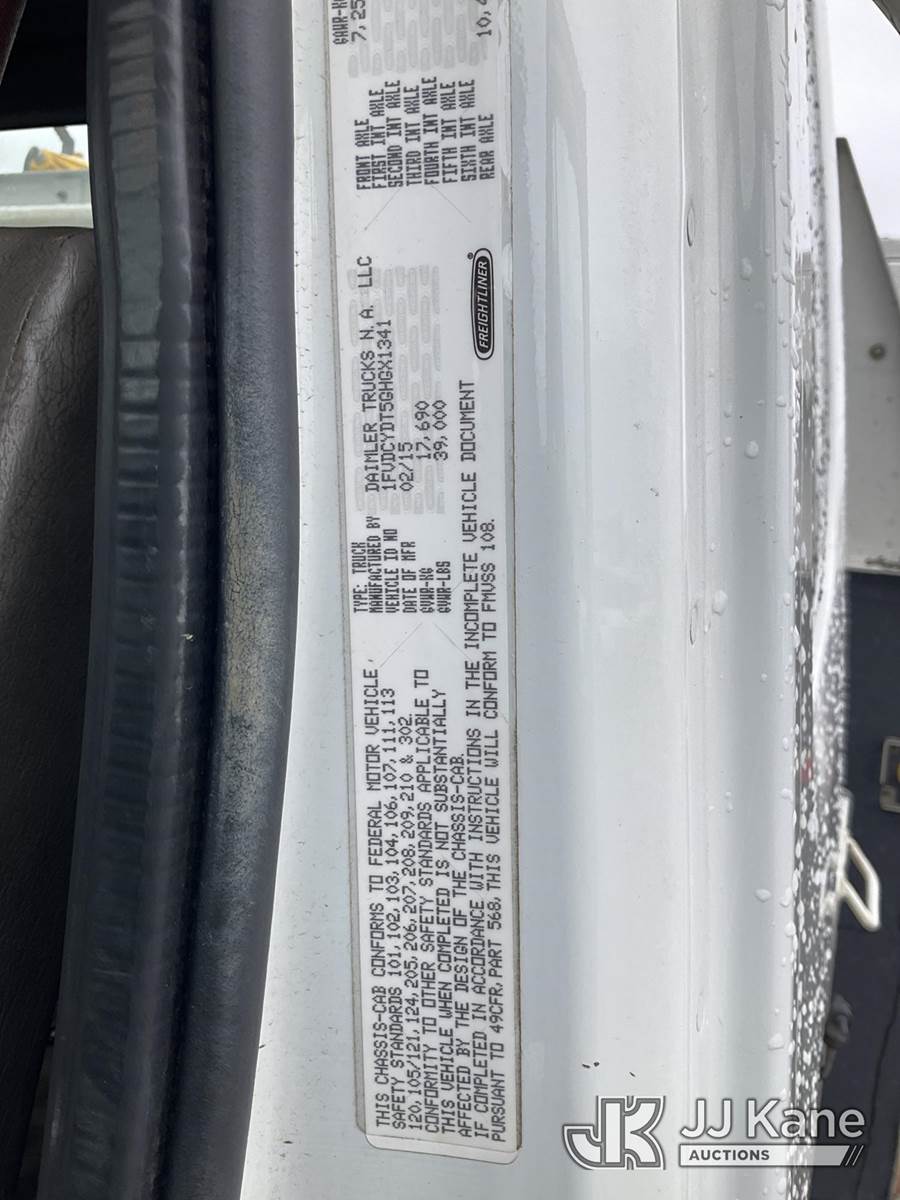 THIS CHASSIS-CAB CONFORMS TO FEDERAL MOTOR VEHICLE,
SAFETY STANDARDS 101, 102, 103, 104, 106, 107, 111, 113
120, 105/121, 124, 205, 206, 207, 208, 209, 210 & 302.
CONFORMITY TO OTHER SAFETY STANDARDS APPLICABLE TO
THIS VEHICLE WHEN COMPLETED IS NOT SUBSTANTIALLY
AFFECTED BY THE DESIGN OF THE CHASSIS-CAB.
IF COMPLETED IN ACCORDANCE WITH INSTRUCTIONS IN THE INCOMPLETE VEHICLE DOCUMENT
PURSUANT TO 49CFR, PART 568, THIS VEHICLE WILL CONFORM TO FMVSS 108.
TYPE: TRUCK
MANUFACTURED BY DAIMLER TRUCKS N.A. LLC
VEHICLE ID NO 1FVDCYDT5GHGX1341
DATE OF MFR 02/15
GVWR-KG 17,690
GVWR-LBS 39,000
FREIGHTLINER®
GAWR-KG
FRONT AXLE 7,25
FIRST INT AXLE
SECOND INT AXLE
THIRD INT AXLE
FOURTH INT AXLE
FIFTH INT AXLE
SIXTH INT AXLE
REAR AXLE 10,4
JK JJ Kane
AUCTIONS